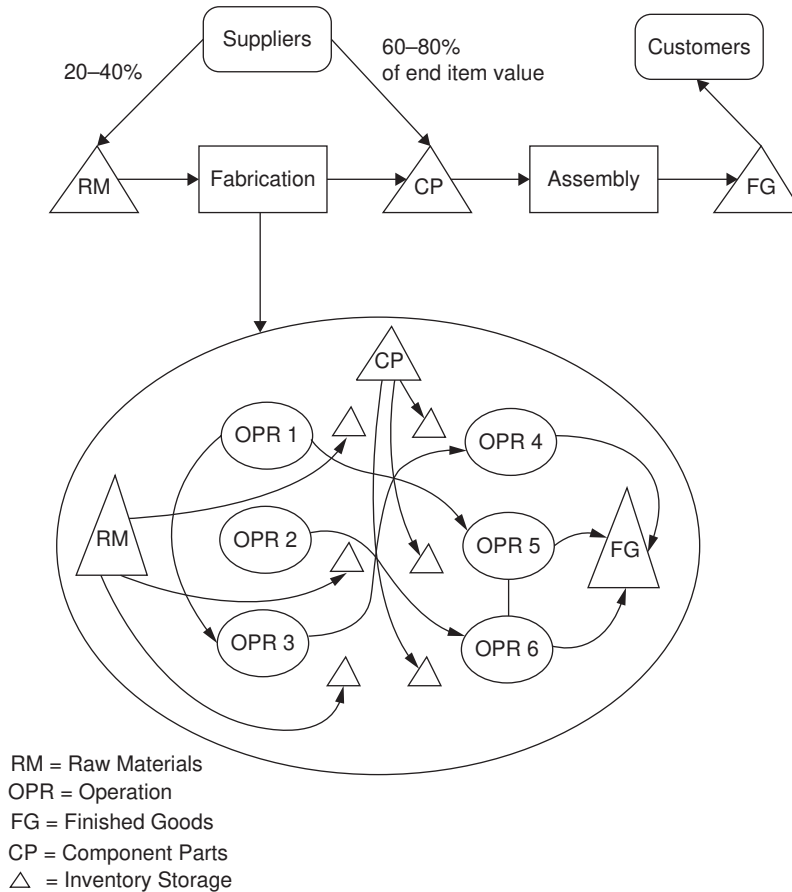 Suppliers
Customers
20–40%
60–80%
of end item value
RM
Fabrication
CP
Assembly
FG
CP
OPR 1
OPR 4
RM
OPR 2
OPR 5
FG
OPR 3
OPR 6
RM = Raw Materials
OPR = Operation
FG = Finished Goods
CP = Component Parts
= Inventory Storage